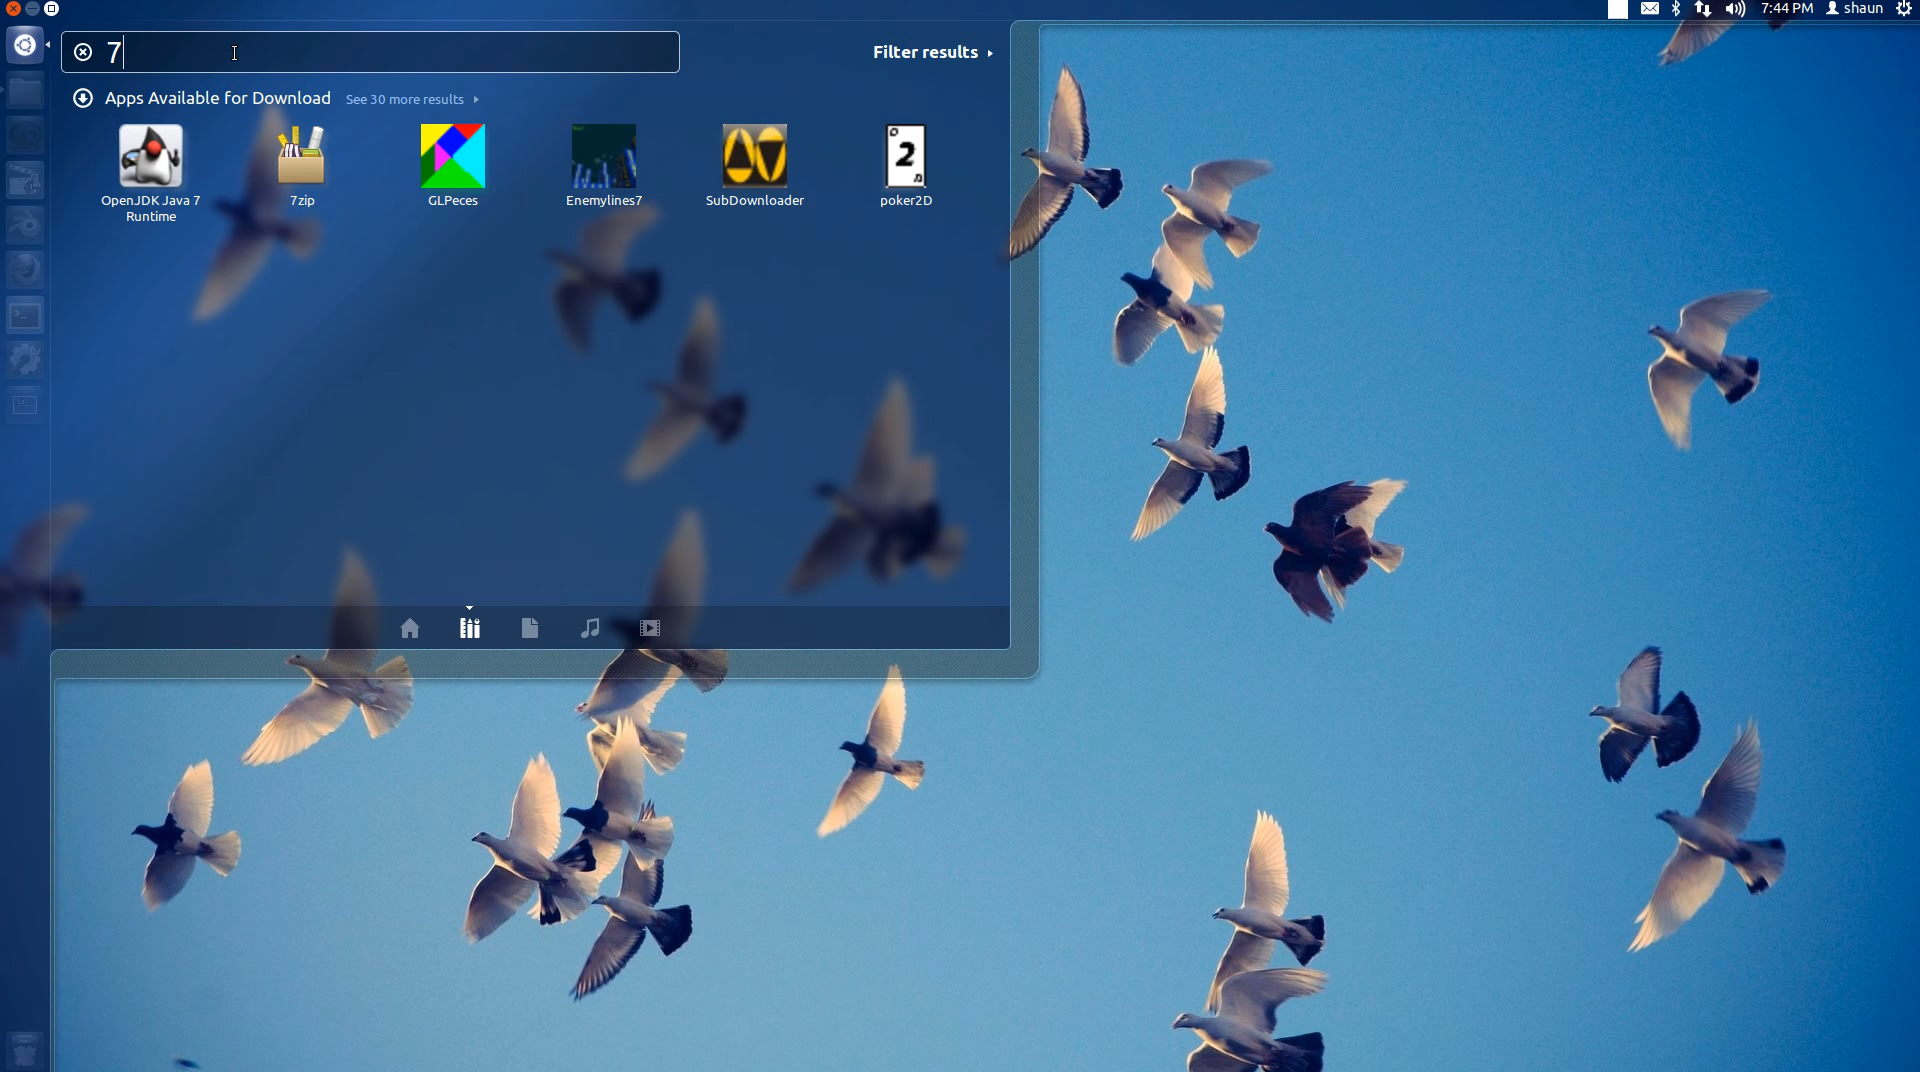 7:44 PM shaun
7
Filter results
Apps Available for Download See 30 more results
OpenJDK Java 7
Runtime
7zip
GLPeces
Enemylines7
SubDownloader
2
poker2D